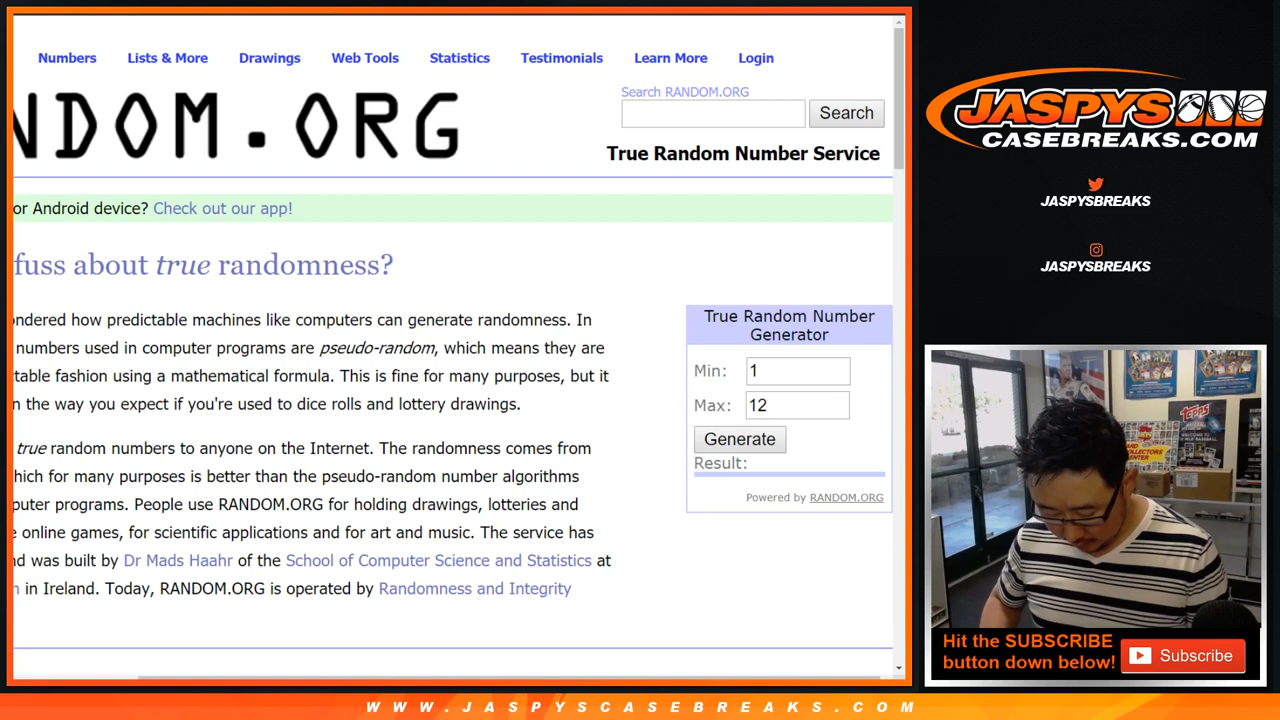 Numbers Lists & More Drawings Web Tools Statistics Testimonials Learn More Login
NDOM.ORG
Search RANDOM.ORG
Search
True Random Number Service
or Android device? Check out our app!
fuss about true randomness?
ondered how predictable machines like computers can generate randomness. In
numbers used in computer programs are pseudo-random, which means they are
ctable fashion using a mathematical formula. This is fine for many purposes, but it
n the way you expect if you're used to dice rolls and lottery drawings.
true random numbers to anyone on the Internet. The randomness comes from
hich for many purposes is better than the pseudo-random number algorithms
puter programs. People use RANDOM.ORG for holding drawings, lotteries and
e online games, for scientific applications and for art and music. The service has
nd was built by Dr Mads Haahr of the School of Computer Science and Statistics at
n in Ireland. Today, RANDOM.ORG is operated by Randomness and Integrity
True Random Number
Generator
Min: 1
Max: 12
Generate
Result:
Powered by RANDOM.ORG
JASPYS
CASEBREAKS.COM
JASPYSBREAKS
JASPYSBREAKS
Topps
WELCOME TO
Hit the SUBSCRIBE
button down below!
Subscribe
WWW.JASPYSCASEBREAKS.COM